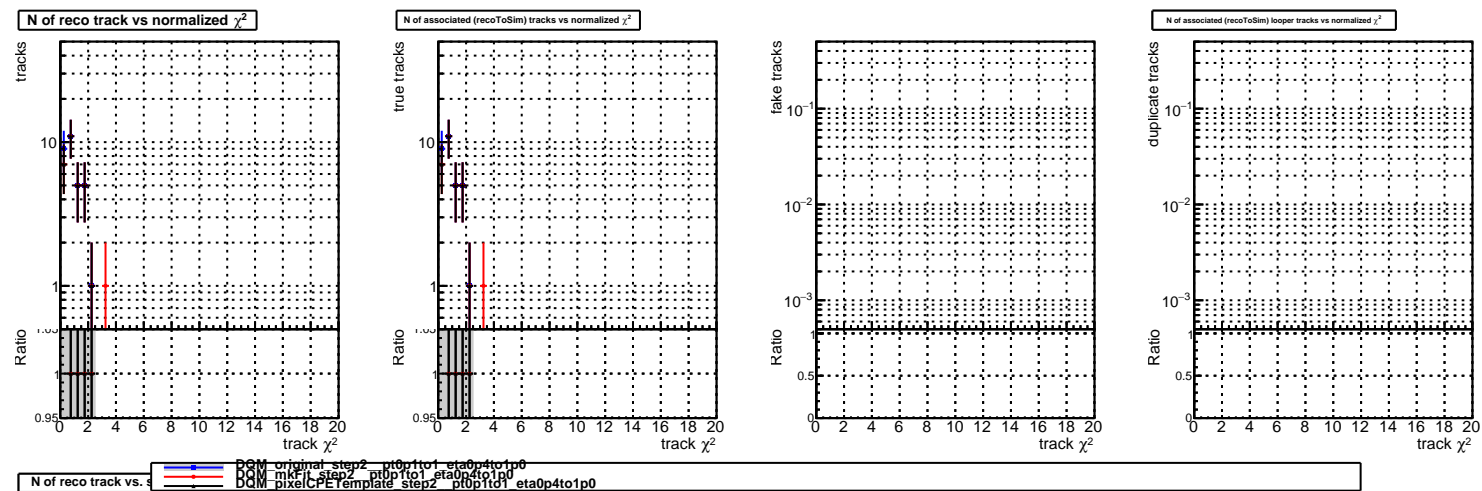 N of reco track vs normalized χ²
N of associated (recoToSim) tracks vs normalized χ²
N of associated (recoToSim) looper tracks vs normalized χ²
tracks
10
1
Ratio
1
0.95
0 2 4 6 8 10 12 14 16 18 20
track χ²
true tracks
10
1
Ratio
1
0.95
0 2 4 6 8 10 12 14 16 18 20
track χ²
fake tracks
10⁻¹
10⁻²
10⁻³
Ratio
1
0.5
0
0 2 4 6 8 10 12 14 16 18 20
track χ²
duplicate tracks
10⁻¹
10⁻²
10⁻³
Ratio
1
0.5
0
0 2 4 6 8 10 12 14 16 18 20
track χ²
DQM_original_step2__pt0p1to1_eta0p4to1p0
DQM_mkFit_step2__pt0p1to1_eta0p4to1p0
DQM_pixelCPETemplate_step2__pt0p1to1_eta0p4to1p0
N of reco track vs.